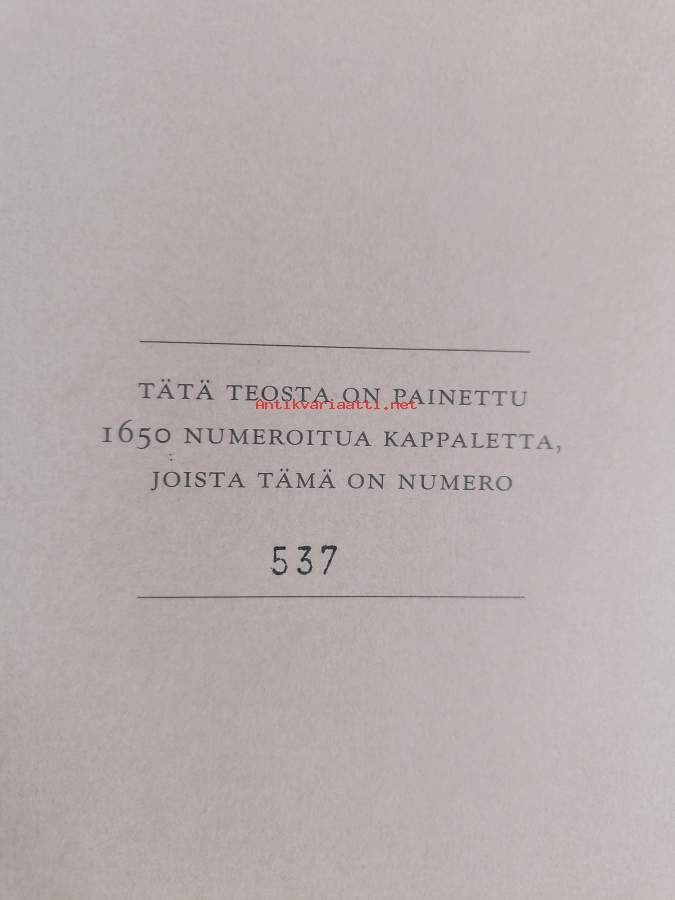 TÄTÄ TEOSTA ON PAINETTU
Antikvariaatti.net
1650 NUMEROITUA KAPPALETTA,
JOISTA TÄMÄ ON NUMERO
537